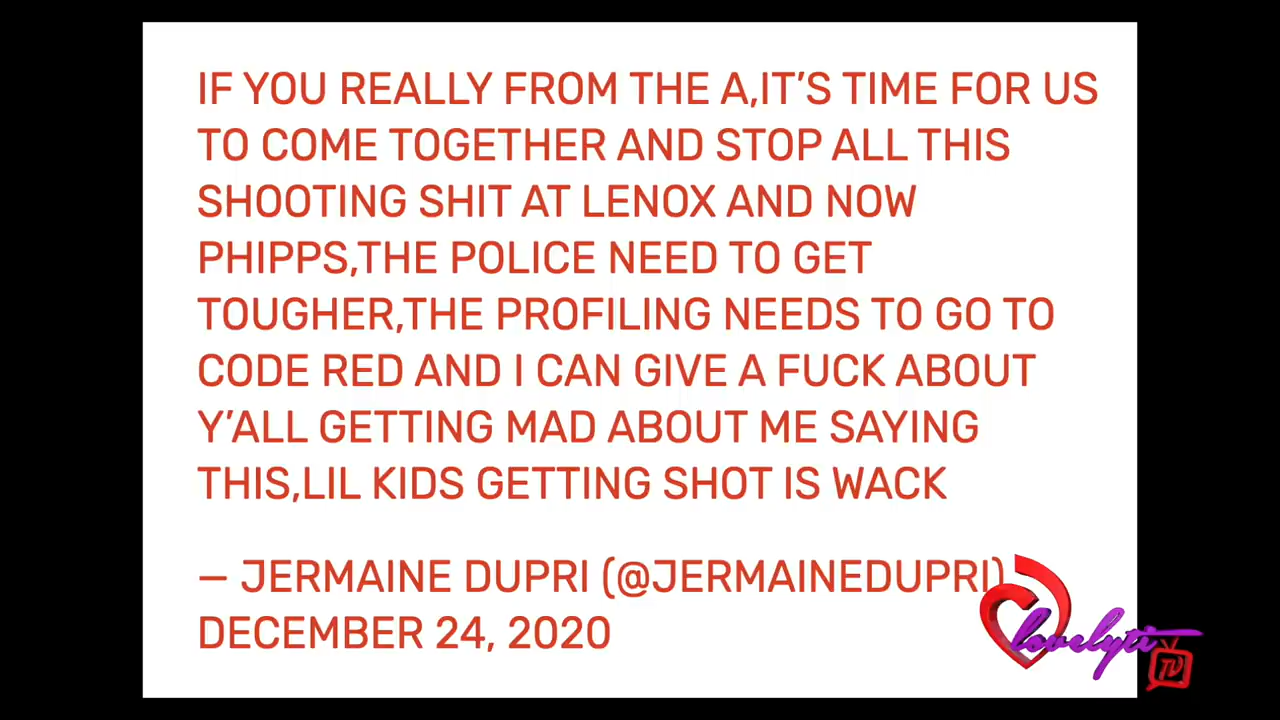 IF YOU REALLY FROM THE A,IT'S TIME FOR US
TO COME TOGETHER AND STOP ALL THIS
SHOOTING SHIT AT LENOX AND NOW
PHIPPS,THE POLICE NEED TO GET
TOUGHER,THE PROFILING NEEDS TO GO TO
CODE RED AND I CAN GIVE A FUCK ABOUT
Y'ALL GETTING MAD ABOUT ME SAYING
THIS,LIL KIDS GETTING SHOT IS WACK
— JERMAINE DUPRI (@JERMAINEDUPRI)
DECEMBER 24, 2020
lovelyti
TV